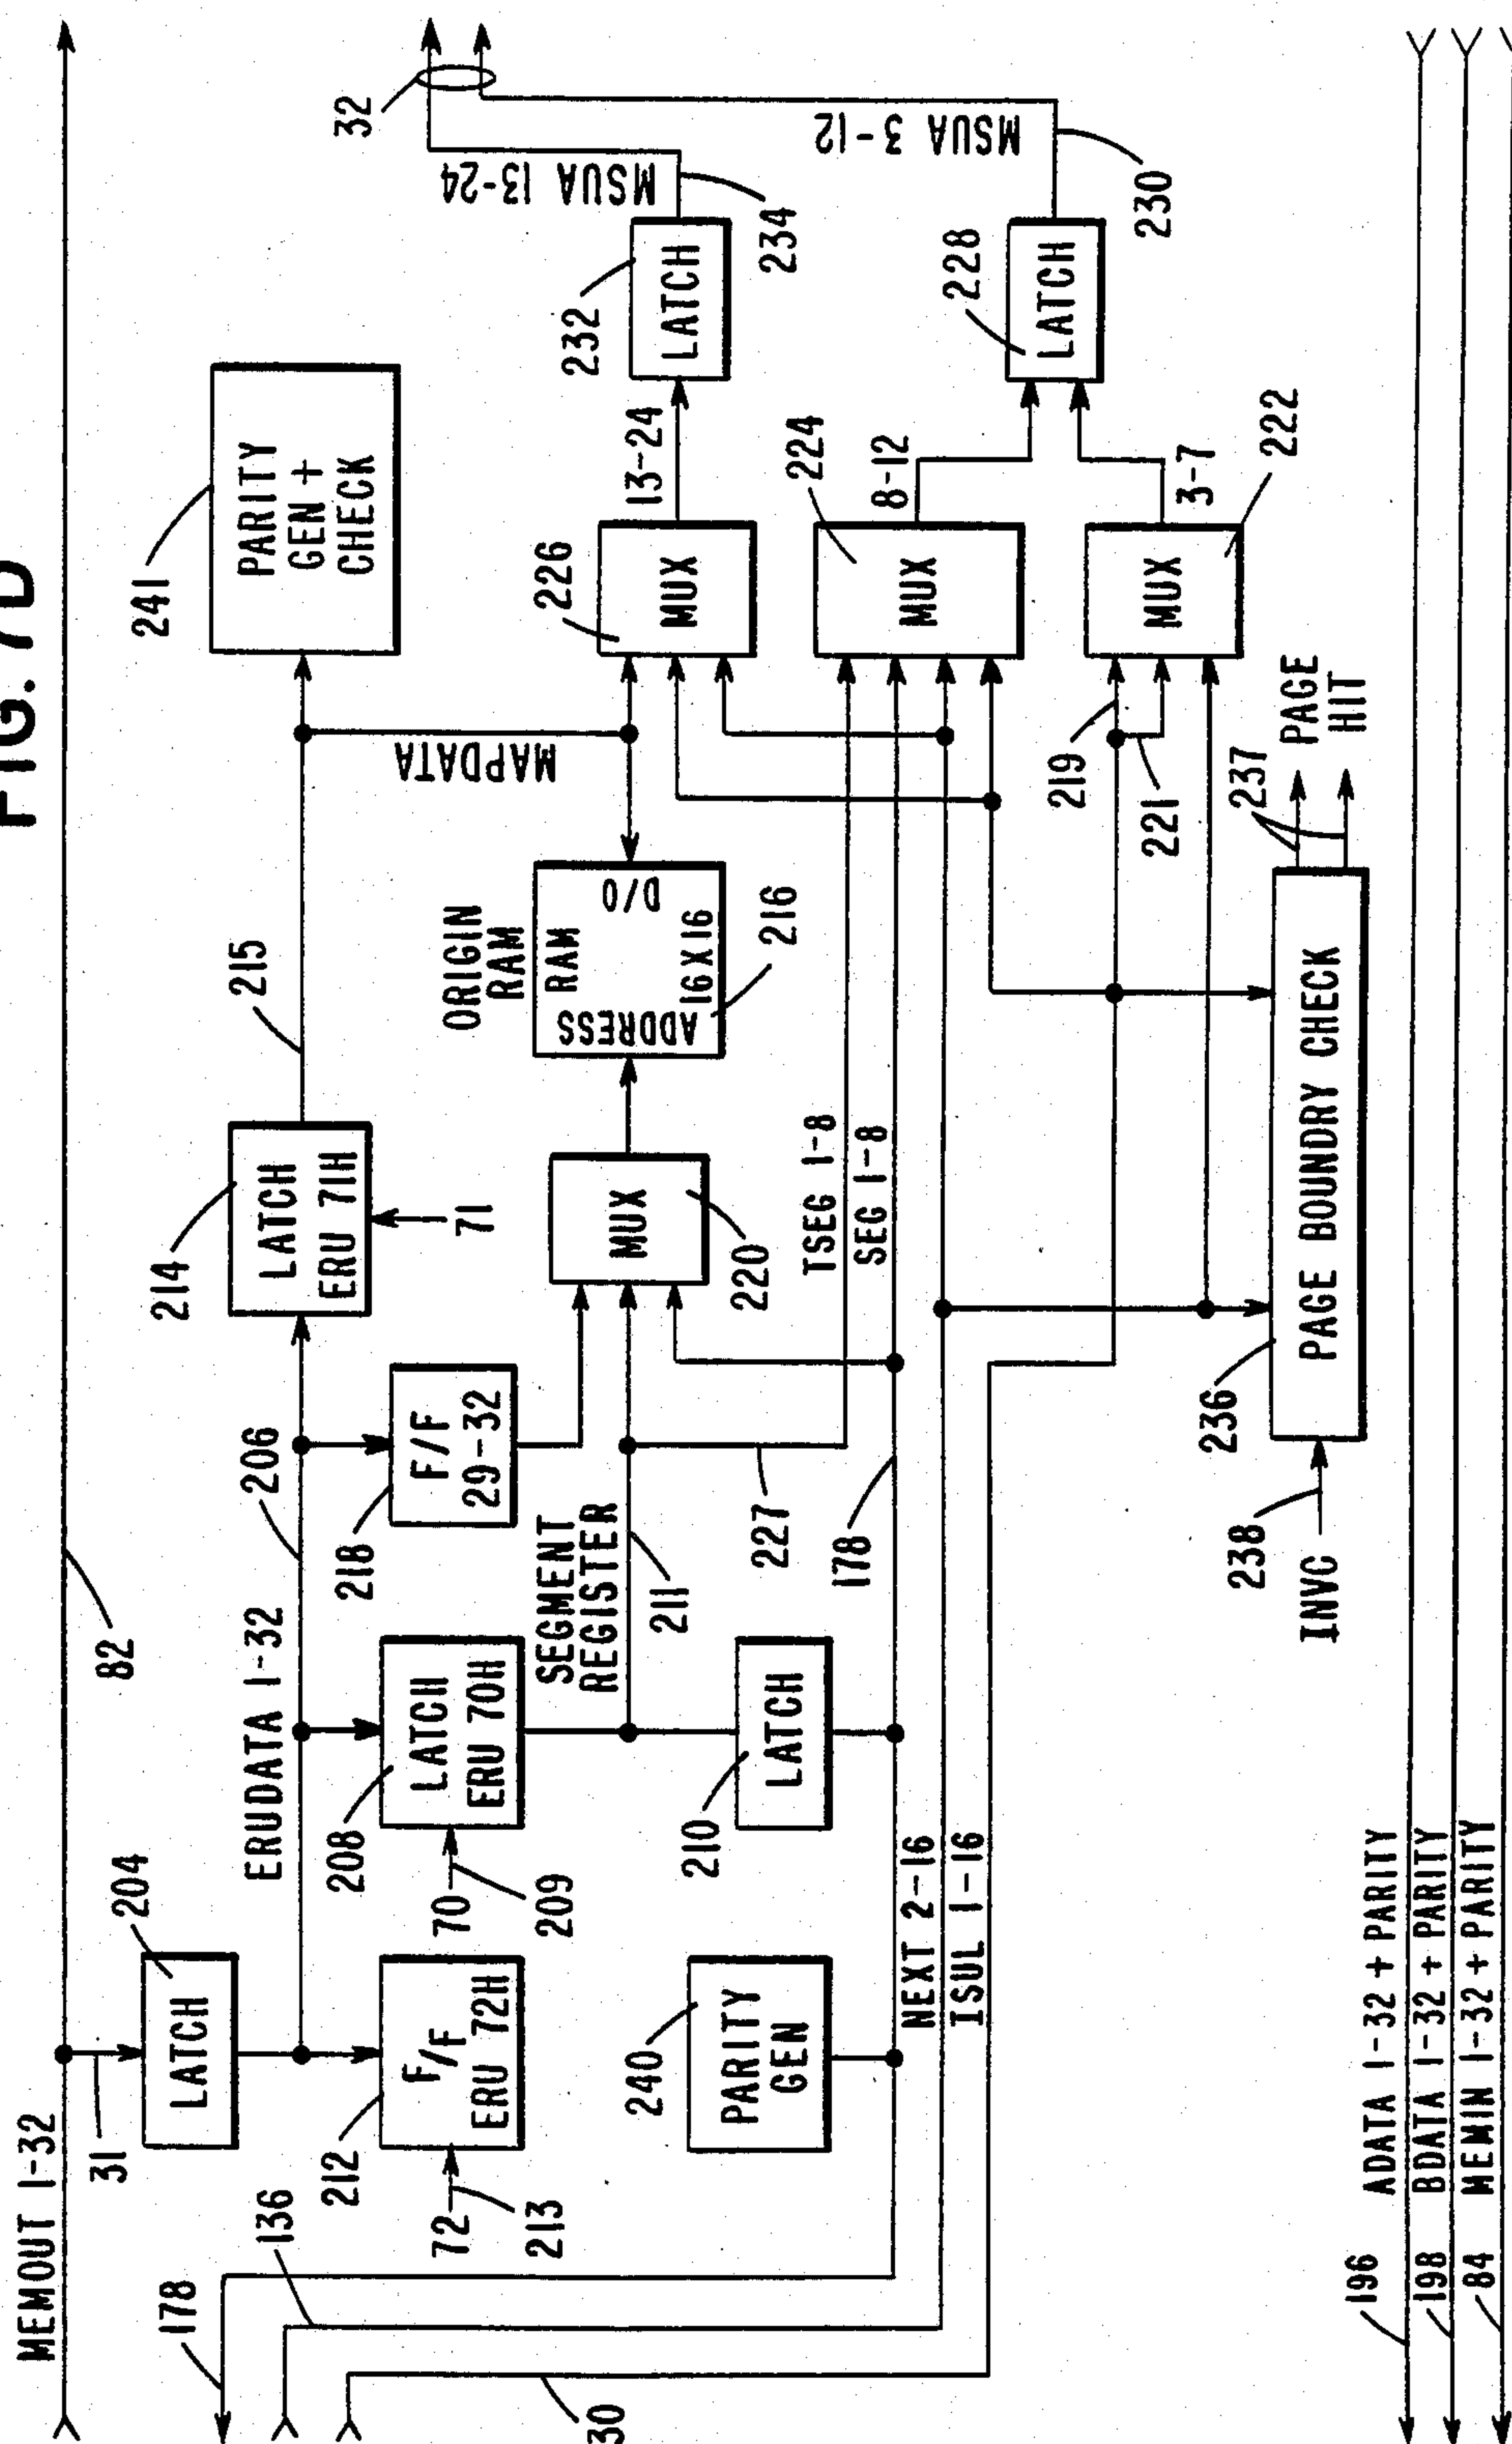 FIG. 7B
MEMOUT 1-32
82
31
LATCH
204
ERUDATA 1-32
206
178
136
30
212
F/F
ERU 72H
72
213
208
LATCH
ERU 70H
70
209
218
F/F
29-32
214
LATCH
ERU 71H
71
215
241
PARITY
GEN +
CHECK
MAPDATA
SEGMENT
REGISTER
211
210
LATCH
240
PARITY
GEN
227
178
MUX
220
ORIGIN
RAM
RAM
ADDRESS
D/O
16X16
216
226
MUX
13-24
232
LATCH
234
MSUA 13-24
32
TSEG 1-8
SEG 1-8
NEXT 2-16
ISUL 1-16
224
MUX
8-12
228
LATCH
230
MSUA 3-12
219
221
MUX
3-7
222
236
PAGE BOUNDRY CHECK
238
INVC
237
PAGE
HIT
196
ADATA 1-32 + PARITY
198
BDATA 1-32 + PARITY
84
MEMIN 1-32 + PARITY